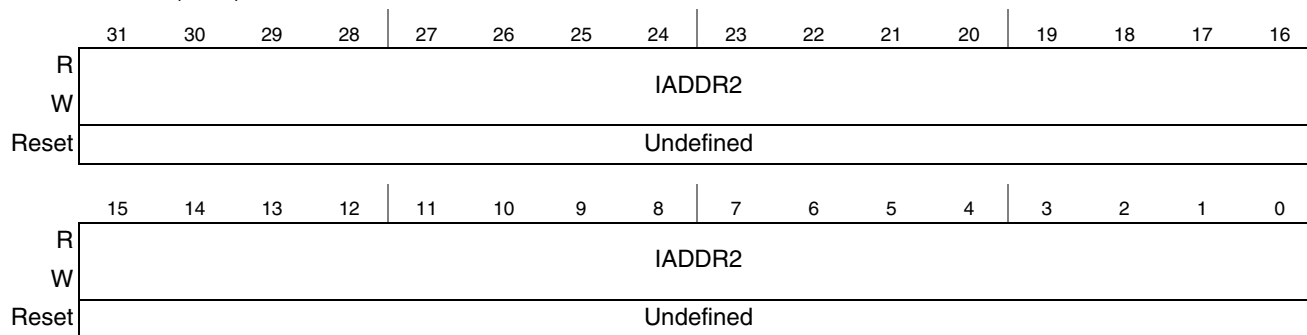 31 30 29 28 27 26 25 24 23 22 21 20 19 18 17 16
R
IADDR2
W
Reset Undefined
15 14 13 12 11 10 9 8 7 6 5 4 3 2 1 0
R
IADDR2
W
Reset Undefined